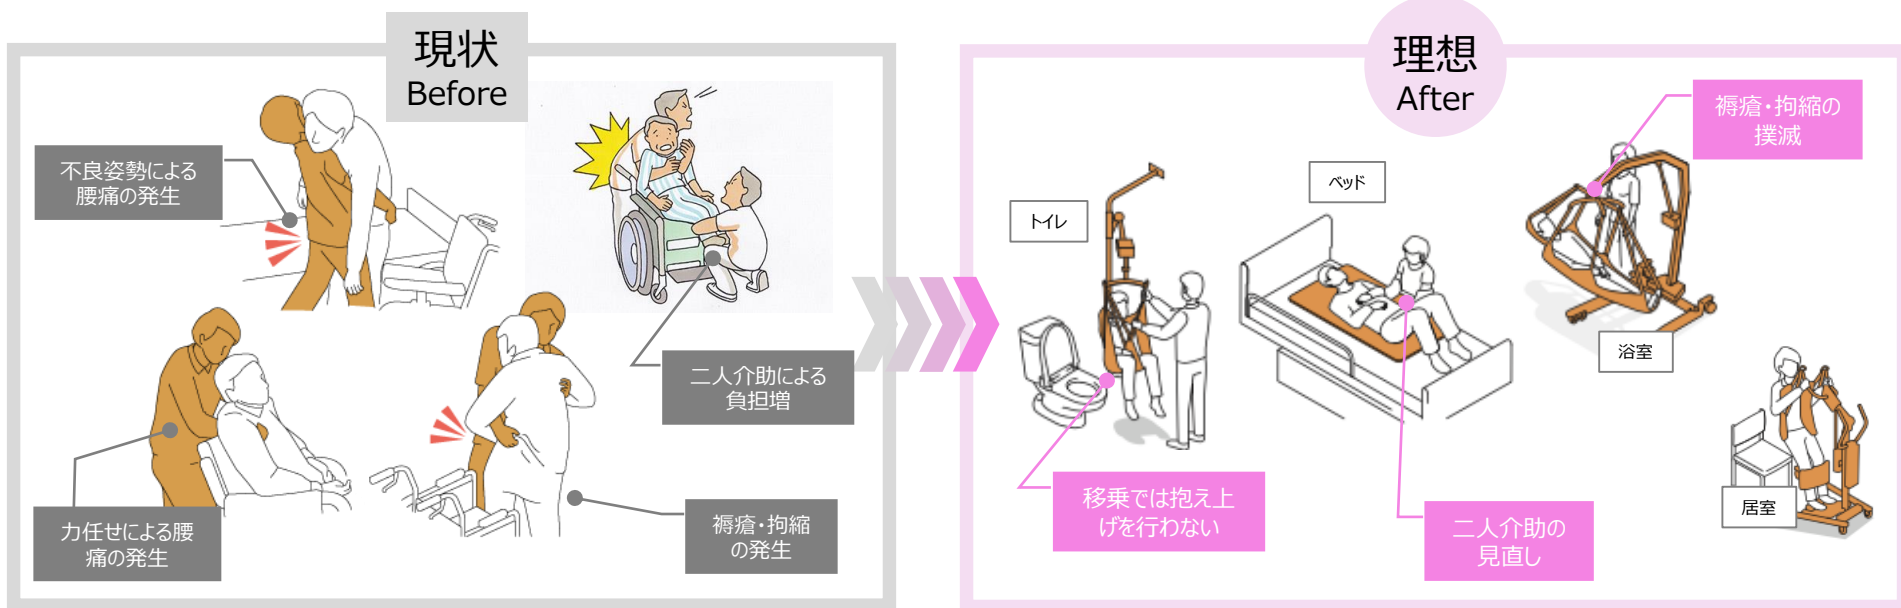 現状
Before
不良姿勢による
腰痛の発生
二人介助による
負担増
力任せによる腰
痛の発生
褥瘡・拘縮
の発生
理想
After
褥瘡・拘縮の
撲滅
ベッド
トイレ
浴室
移乗では抱え上
げを行わない
二人介助の
見直し
居室